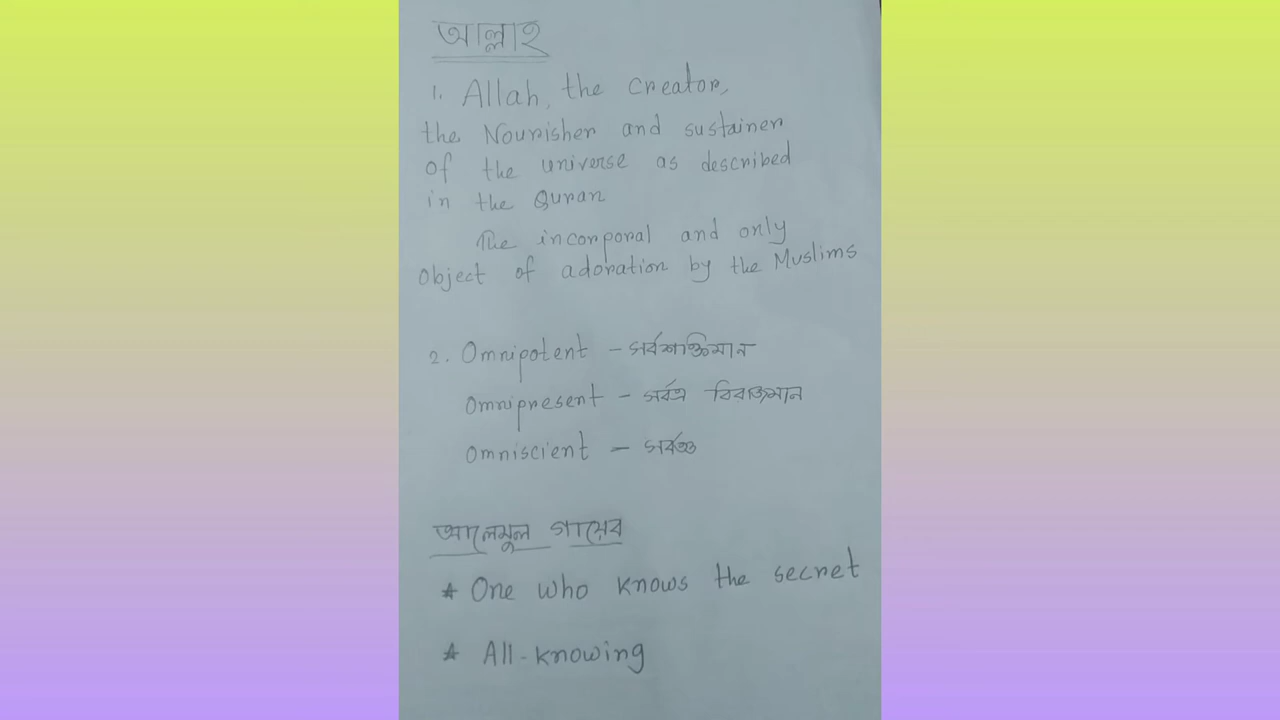 আল্লাহ
1. Allah, the creator,
the Nourisher and sustainer
of the universe as described
in the Quran
The incorporal and only
object of adoration by the Muslims
2. Omnipotent – সর্বশক্তিমান
Omnipresent – সর্বত্র বিরাজমান
Omniscient – সর্বজ্ঞ
আলেমুল গায়েব
* One who knows the secret
* All-knowing